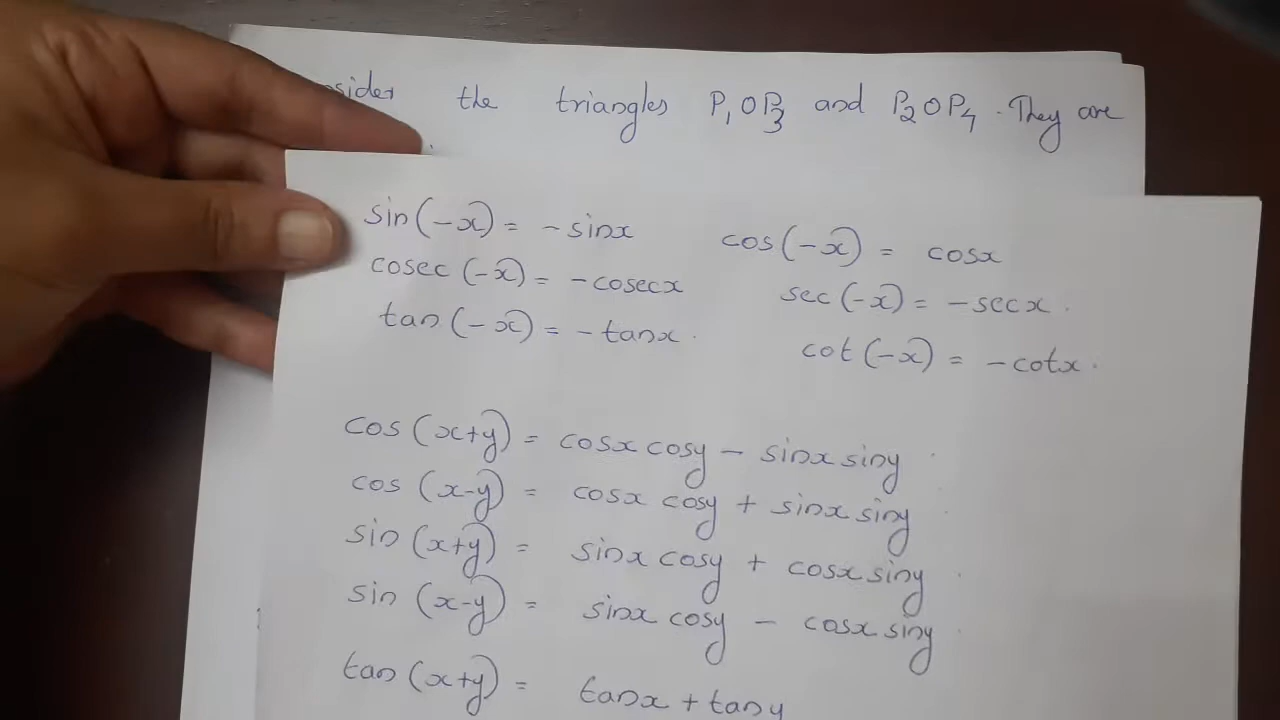 the triangles P₁OP₃ and P₂OP₄. They are
sin(-x) = -sinx
cos(-x) = cosx
cosec(-x) = -cosecx
sec(-x) = -secx.
tan(-x) = -tanx.
cot(-x) = -cotx.
cos(x+y) = cosx cosy - sinx siny
cos(x-y) = cosx cosy + sinx siny
sin(x+y) = sinx cosy + cosx siny
sin(x-y) = sinx cosy - cosx siny
tan(x+y) = tanx + tany